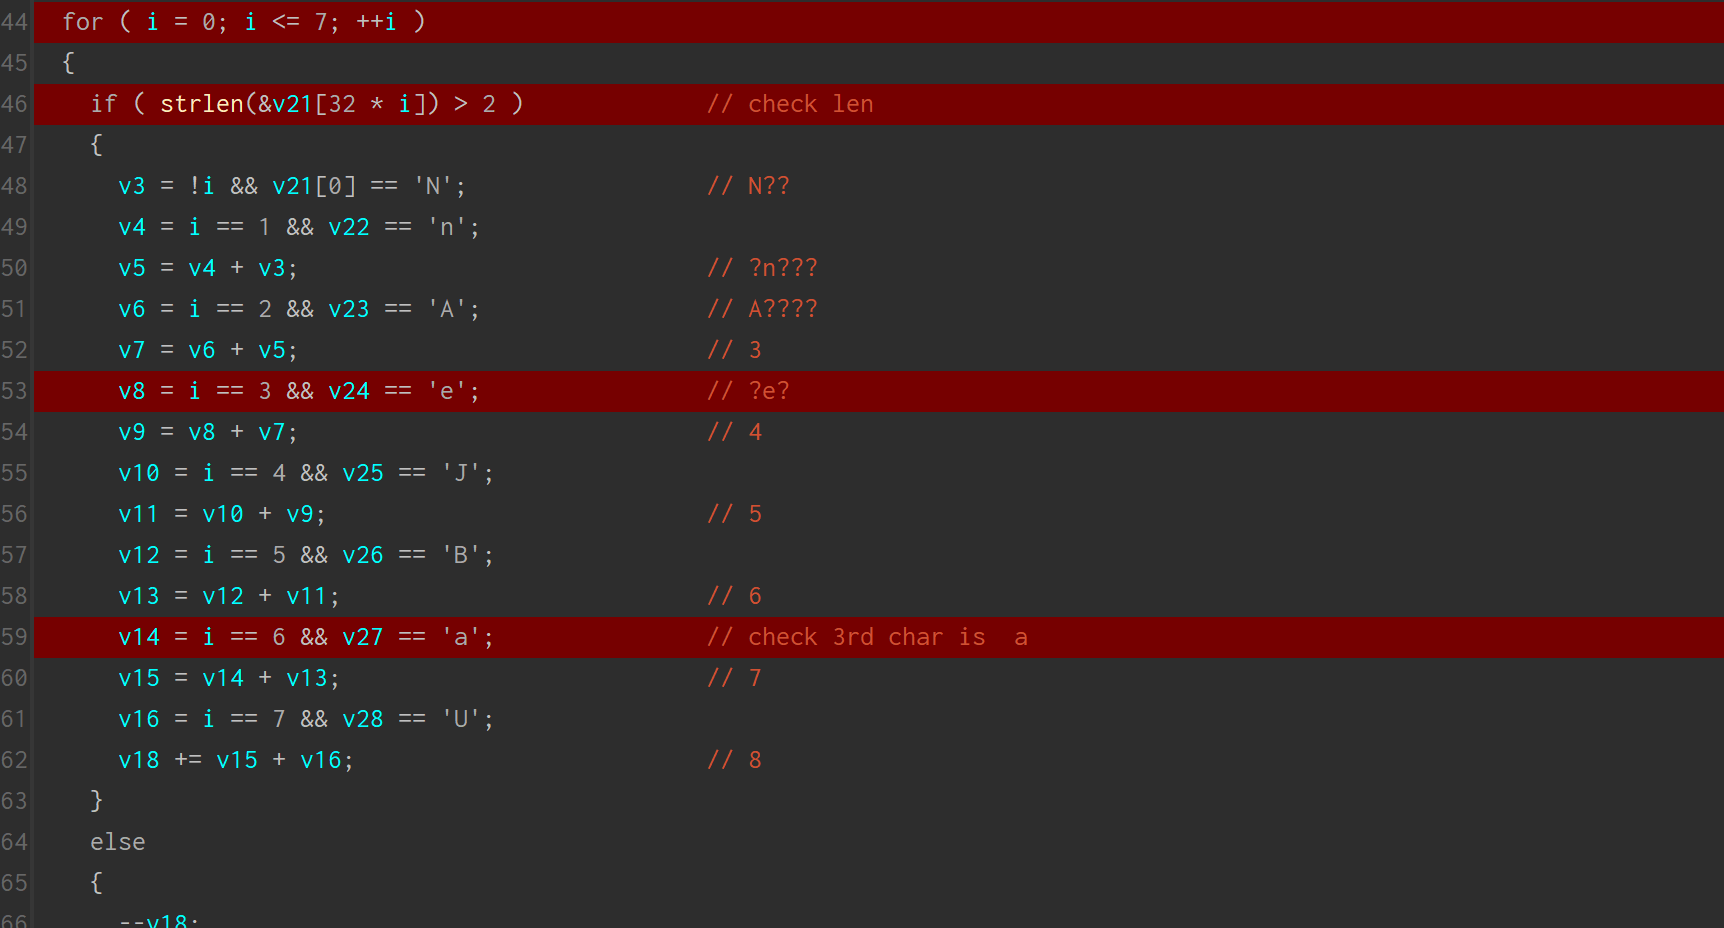 44 for ( i = 0; i <= 7; ++i )
45 {
46 if ( strlen(&v21[32 * i]) > 2 ) // check len
47 {
48 v3 = !i && v21[0] == 'N'; // N??
49 v4 = i == 1 && v22 == 'n';
50 v5 = v4 + v3; // ?n???
51 v6 = i == 2 && v23 == 'A'; // A????
52 v7 = v6 + v5; // 3
53 v8 = i == 3 && v24 == 'e'; // ?e?
54 v9 = v8 + v7; // 4
55 v10 = i == 4 && v25 == 'J';
56 v11 = v10 + v9; // 5
57 v12 = i == 5 && v26 == 'B';
58 v13 = v12 + v11; // 6
59 v14 = i == 6 && v27 == 'a'; // check 3rd char is  a
60 v15 = v14 + v13; // 7
61 v16 = i == 7 && v28 == 'U';
62 v18 += v15 + v16; // 8
63 }
64 else
65 {
66 --v18;